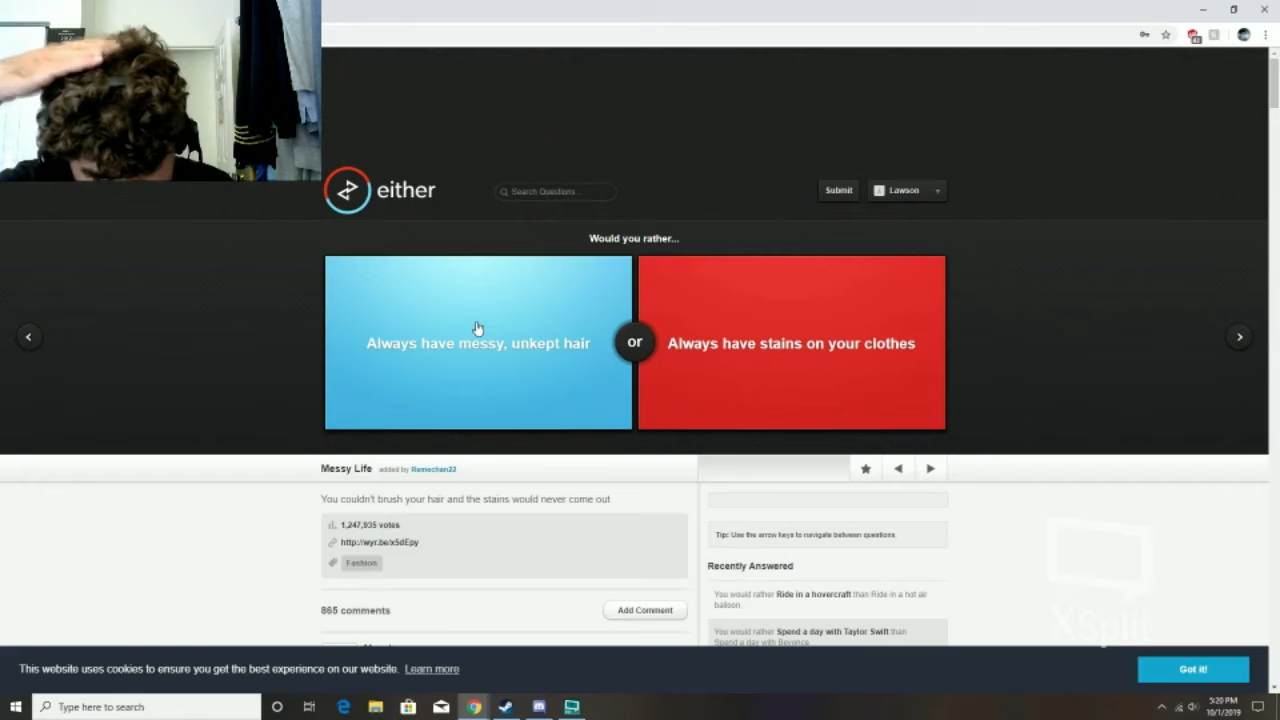 either
Search Questions...
Submit
Lawson
Would you rather...
Always have messy, unkept hair
or
Always have stains on your clothes
Messy Life added by Remechan22
You couldn't brush your hair and the stains would never come out
1,247,935 votes
http://wyr.be/x5dEpy
Fashion
865 comments
Add Comment
Tip: Use the arrow keys to navigate between questions.
Recently Answered
You would rather Ride in a hovercraft than Ride in a hot air
balloon.
You would rather Spend a day with Taylor Swift than
Spend a day with Beyonce.
XSplit
This website uses cookies to ensure you get the best experience on our website. Learn more
Got it!
Type here to search
5:20 PM
10/1/2019